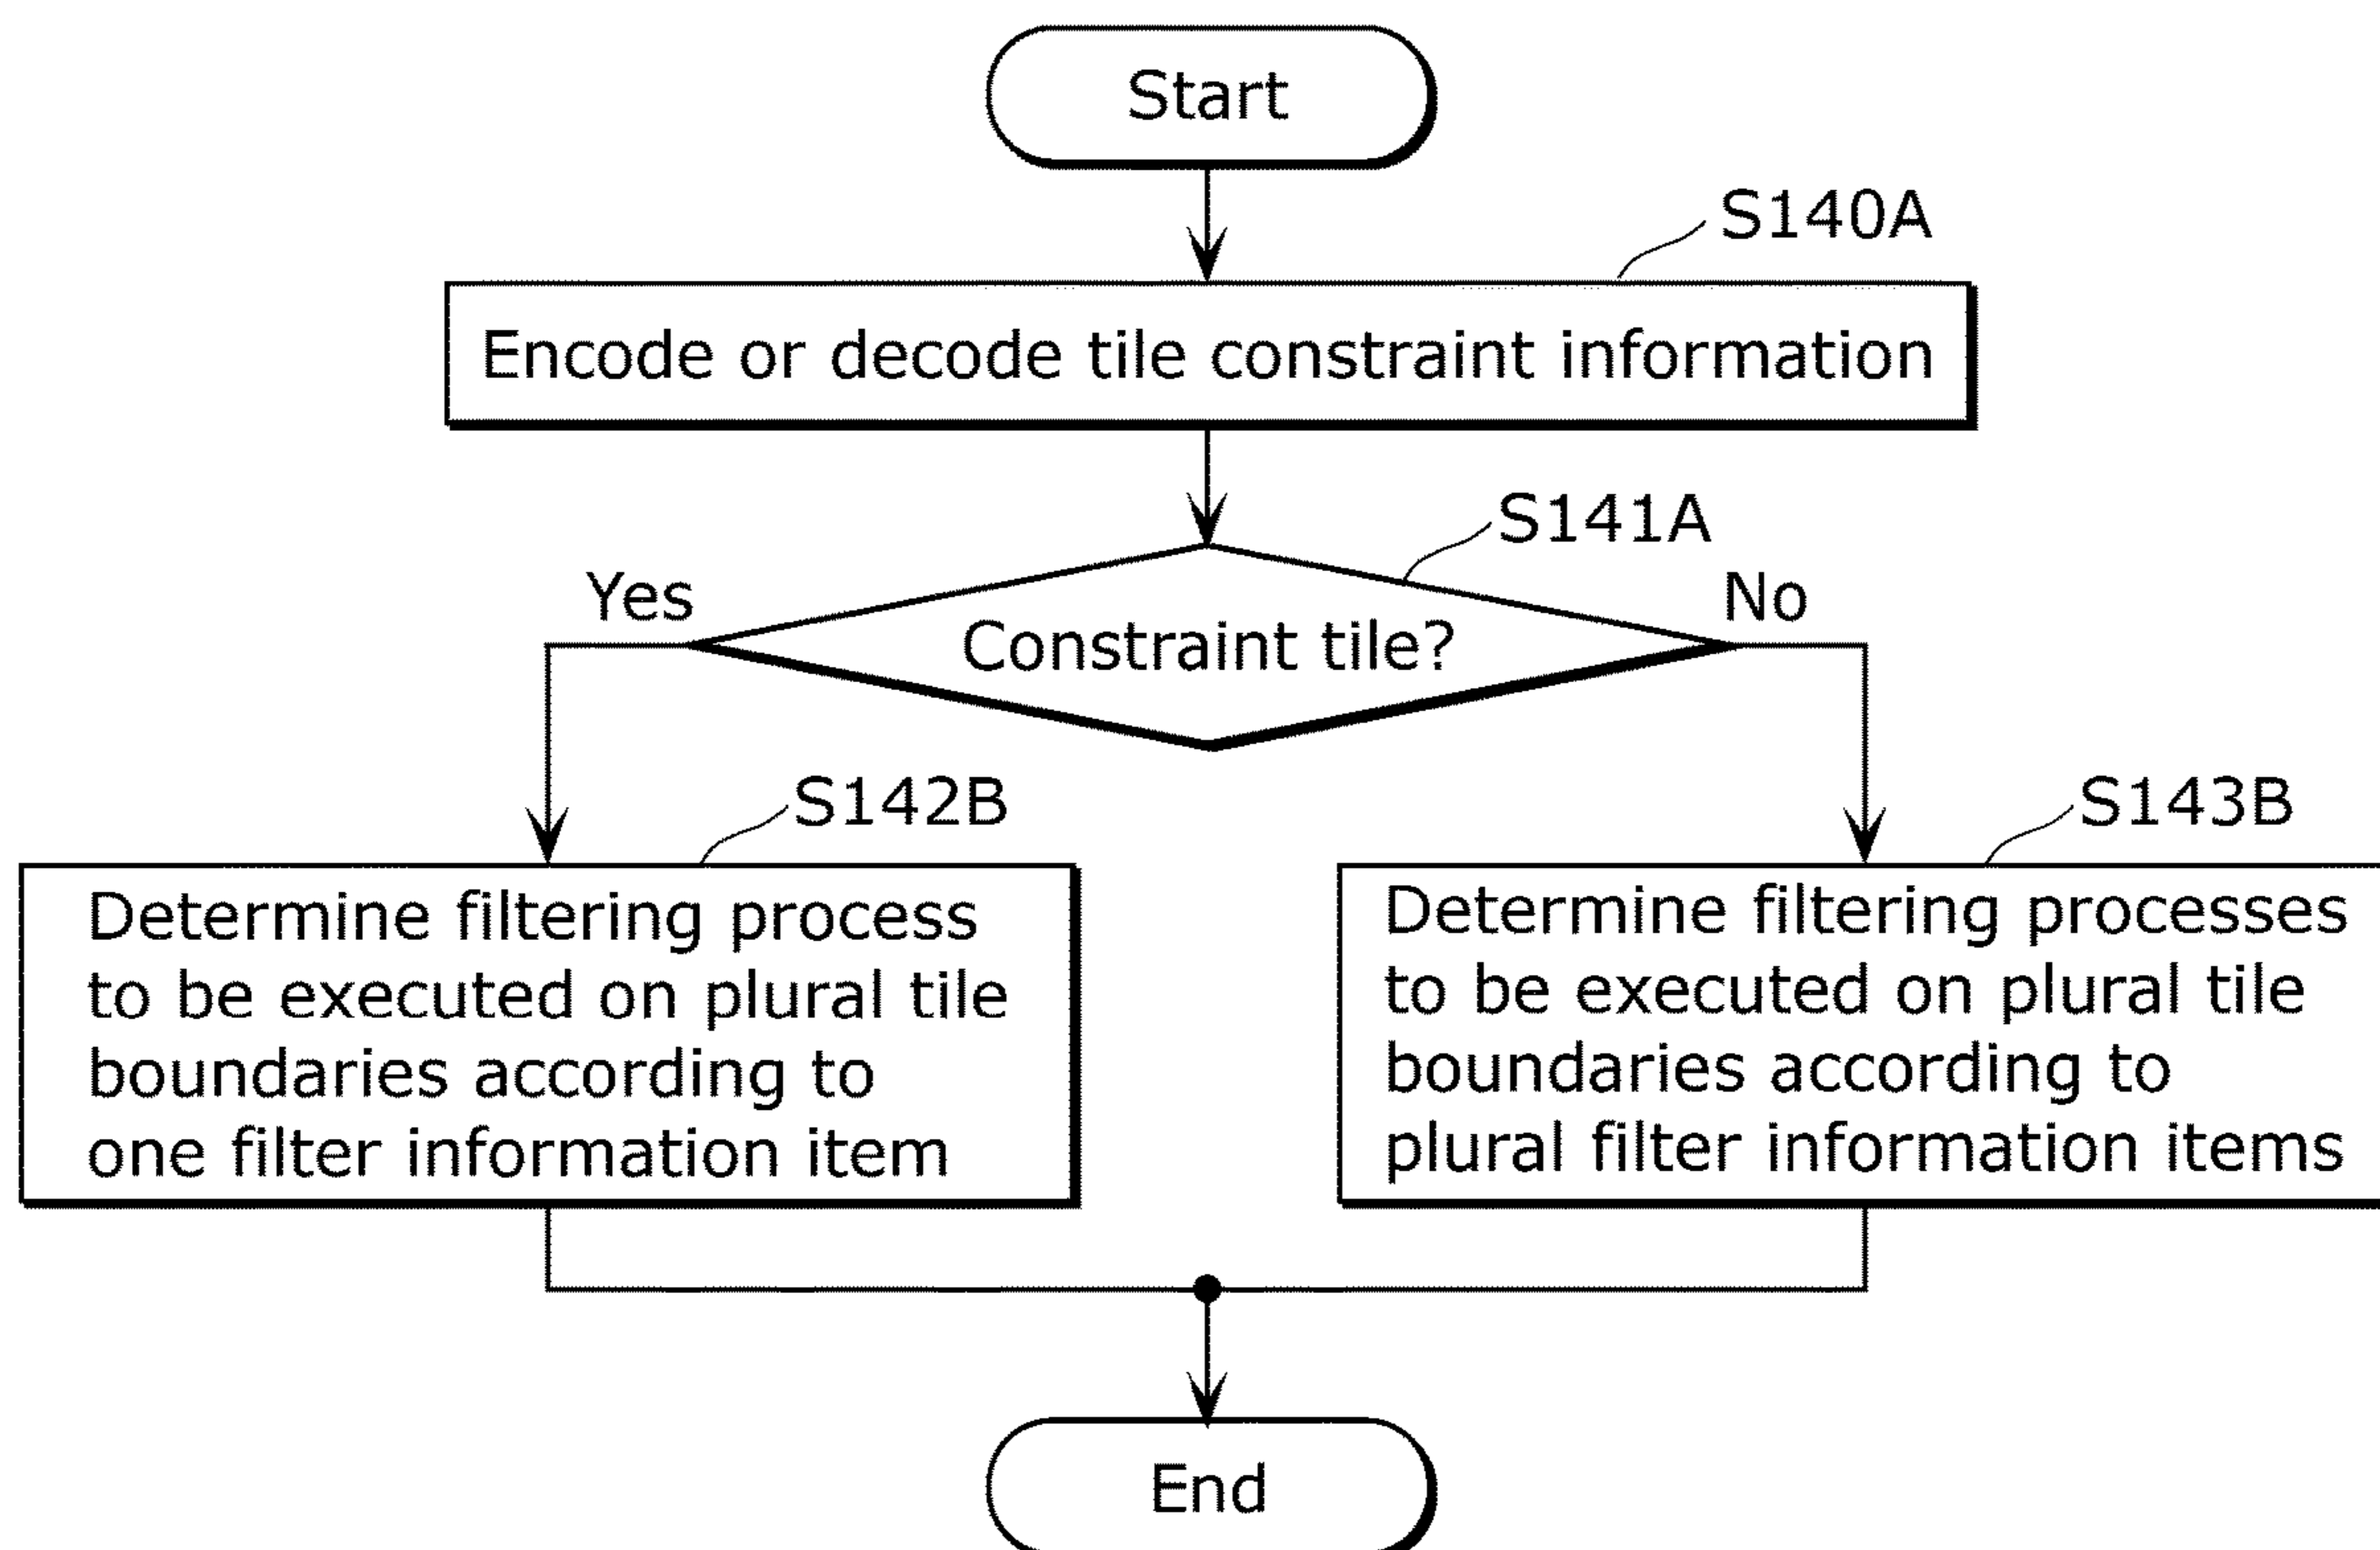 Start
S140A
Encode or decode tile constraint information
S141A
Yes
No
Constraint tile?
S142B
S143B
Determine filtering process
to be executed on plural tile
boundaries according to
one filter information item
Determine filtering processes
to be executed on plural tile
boundaries according to
plural filter information items
End